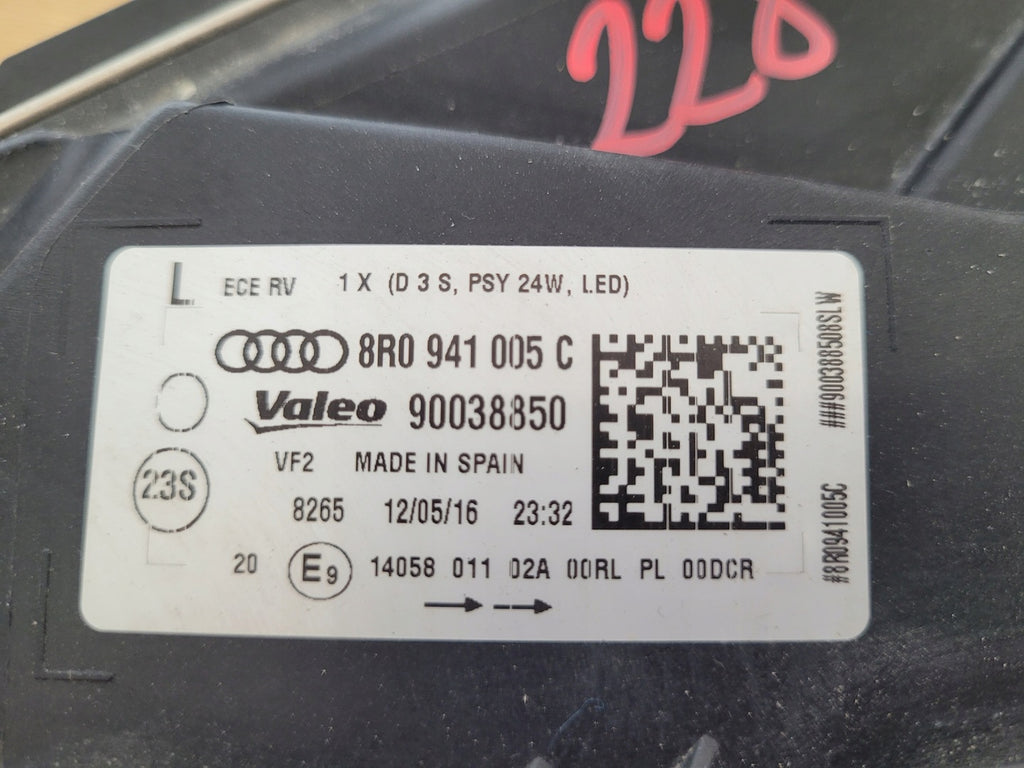 220
L ECE RV 1 X (D 3 S, PSY 24W, LED)
8R0 941 005 C
Valeo 90038850
VF2 MADE IN SPAIN
23S
8265 12/05/16 23:32
20 E9 14058 011 02A 00RL PL 00DCR
###900388508SLW
#8R0941005C